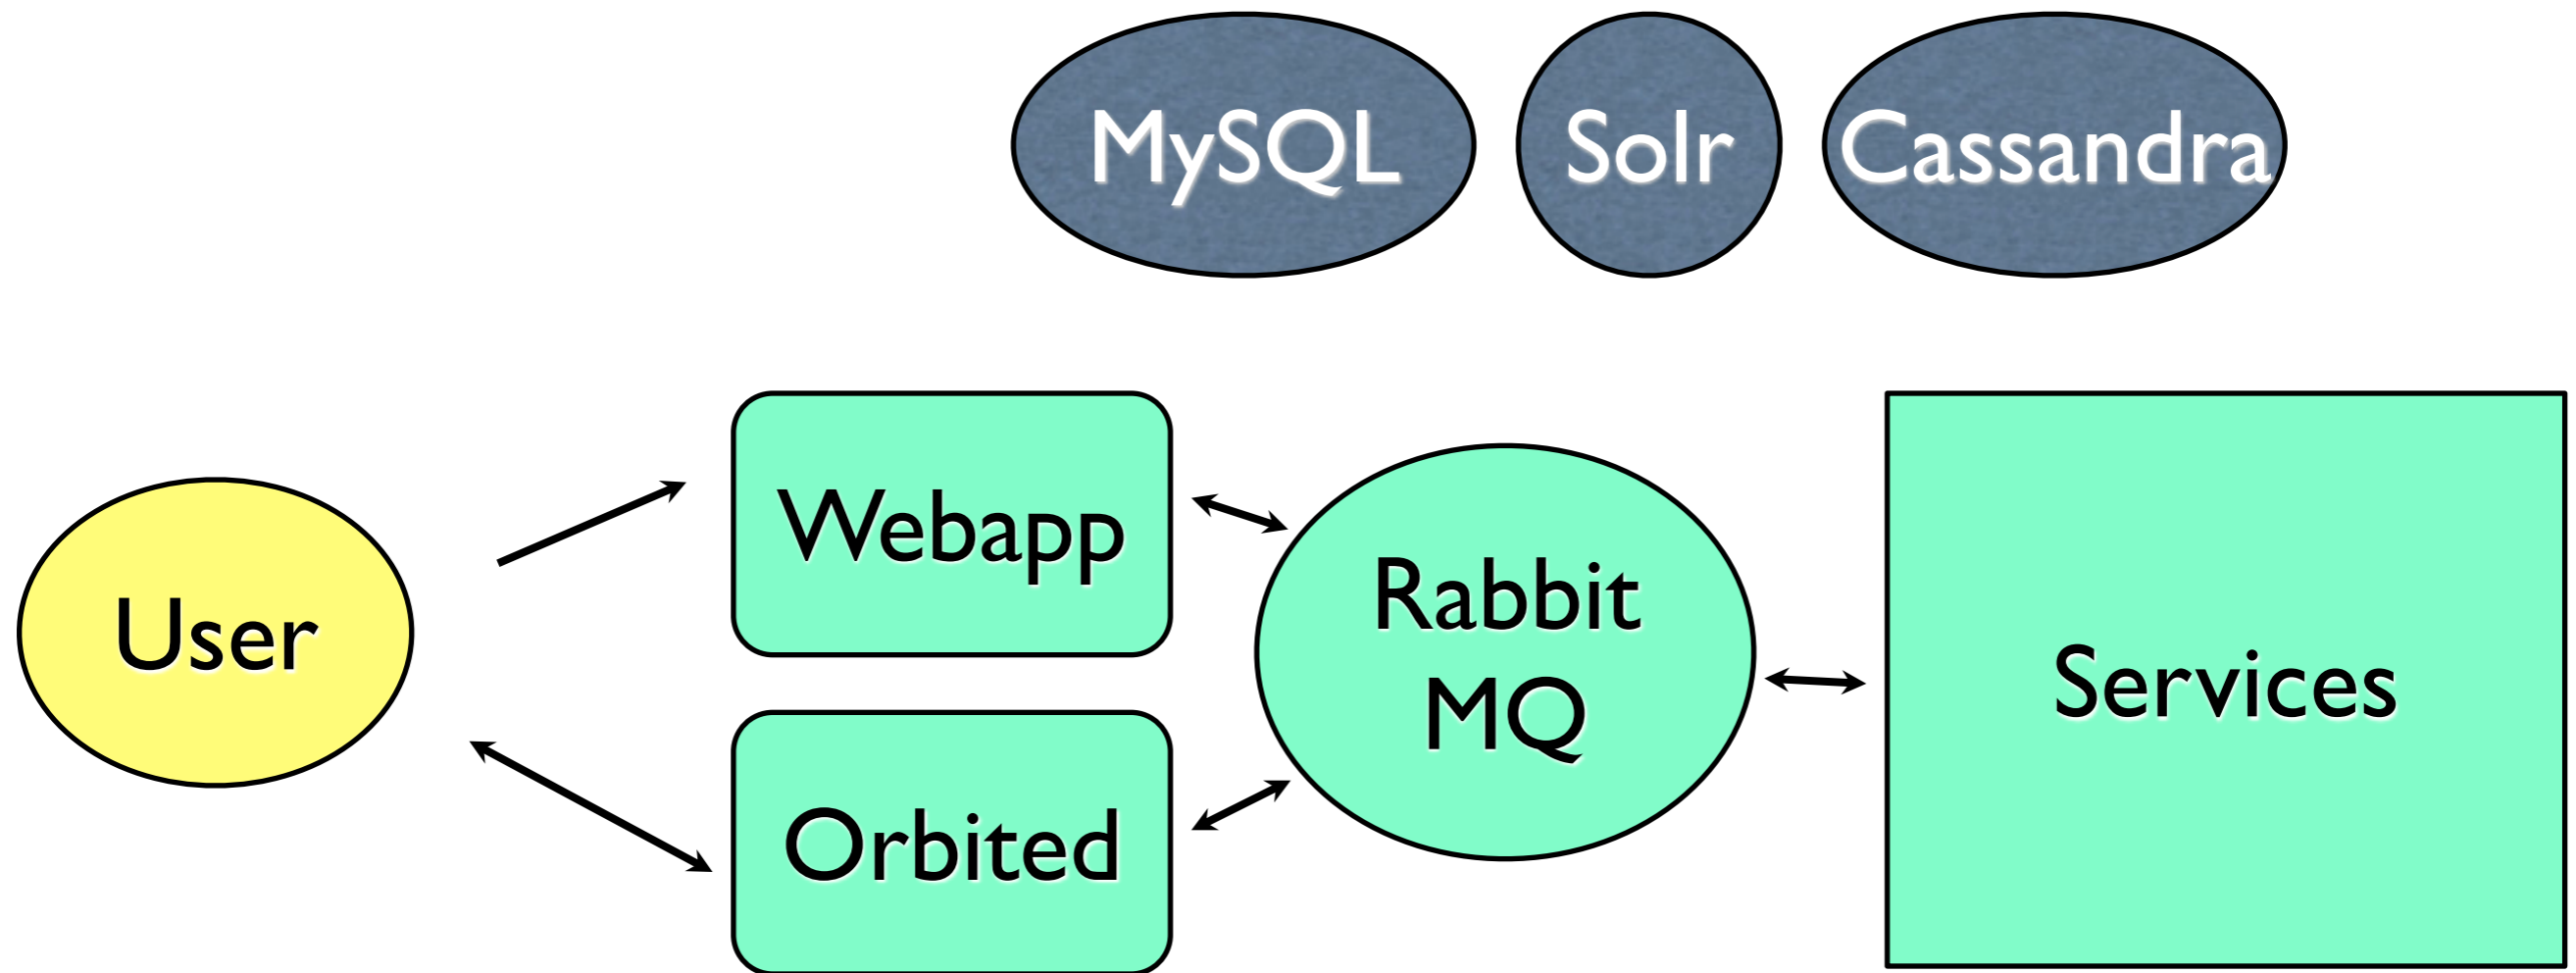 MySQL Solr Cassandra
Webapp
User
Rabbit
MQ
Services
Orbited